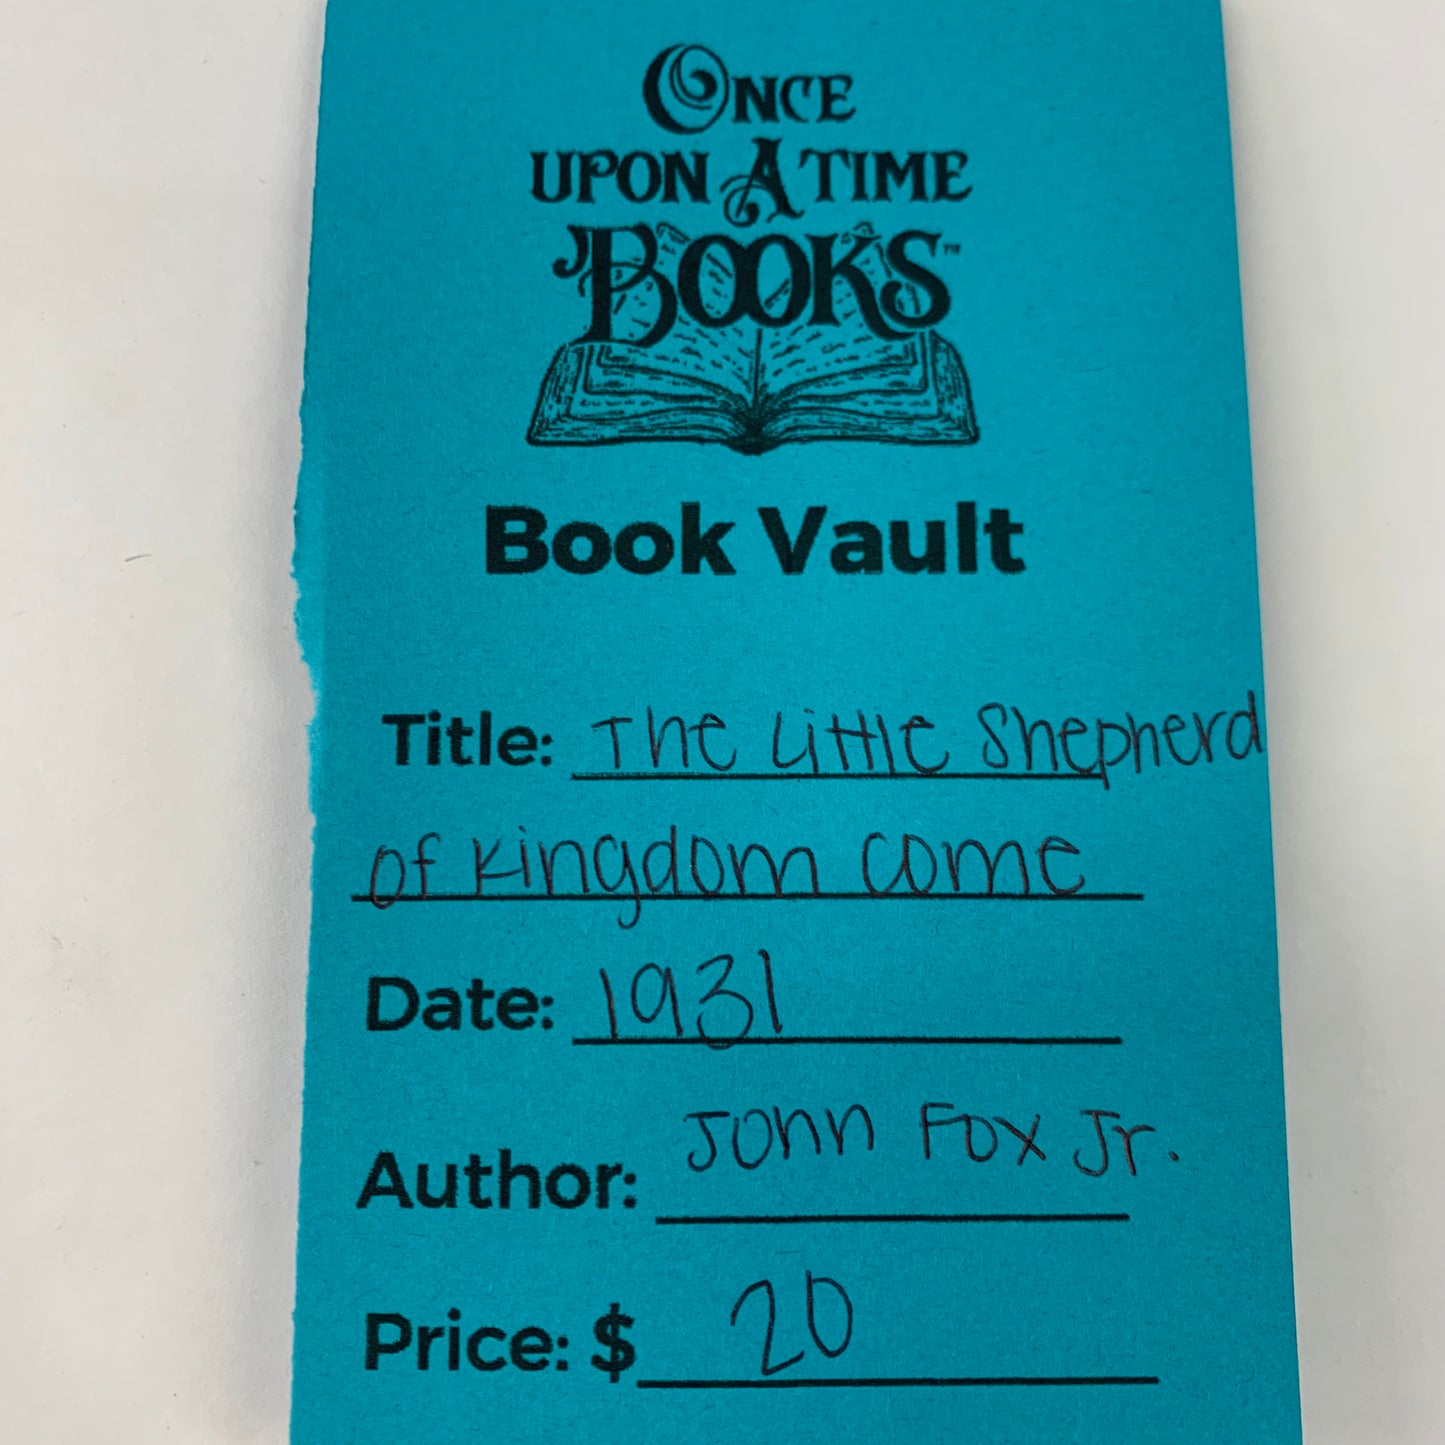 ONCE
UPON A TIME
BOOKS™
Book Vault
Title: The Little Shepherd
of Kingdom Come
Date: 1931
Author: John Fox Jr.
Price: $ 20